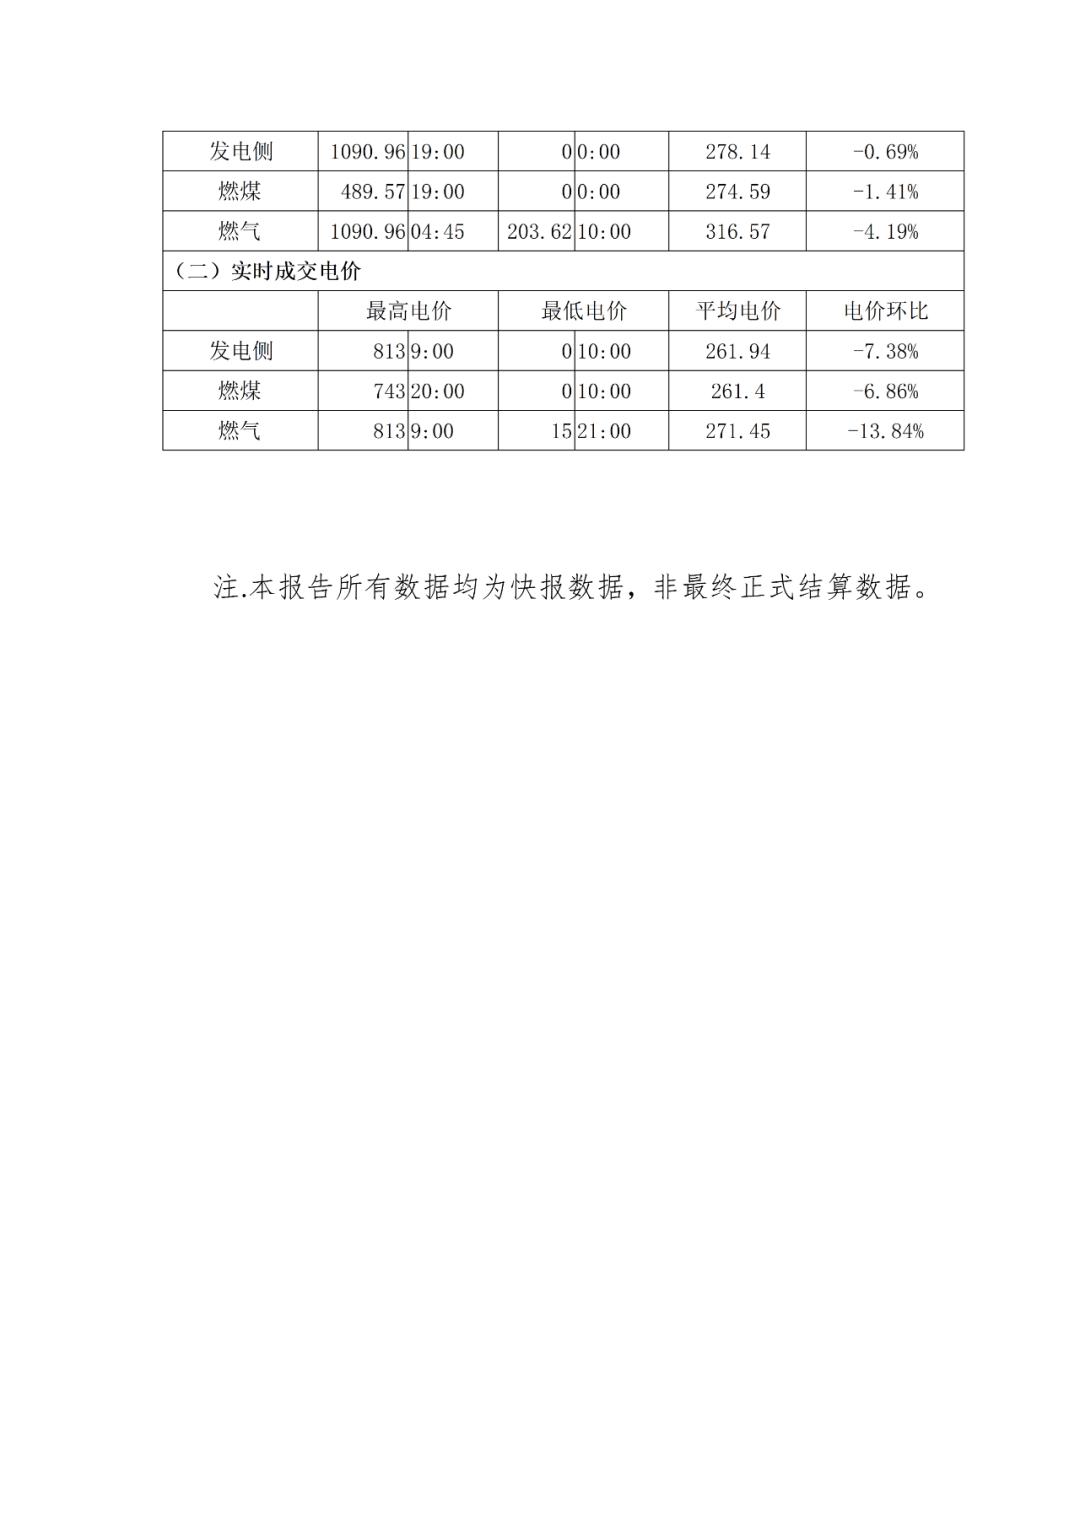 发电侧 1090.96 19:00 0 0:00 278.14 -0.69%
燃煤 489.57 19:00 0 0:00 274.59 -1.41%
燃气 1090.96 04:45 203.62 10:00 316.57 -4.19%
（二）实时成交电价
最高电价 最低电价 平均电价 电价环比
发电侧 813 9:00 0 10:00 261.94 -7.38%
燃煤 743 20:00 0 10:00 261.4 -6.86%
燃气 813 9:00 15 21:00 271.45 -13.84%
注.本报告所有数据均为快报数据，非最终正式结算数据。